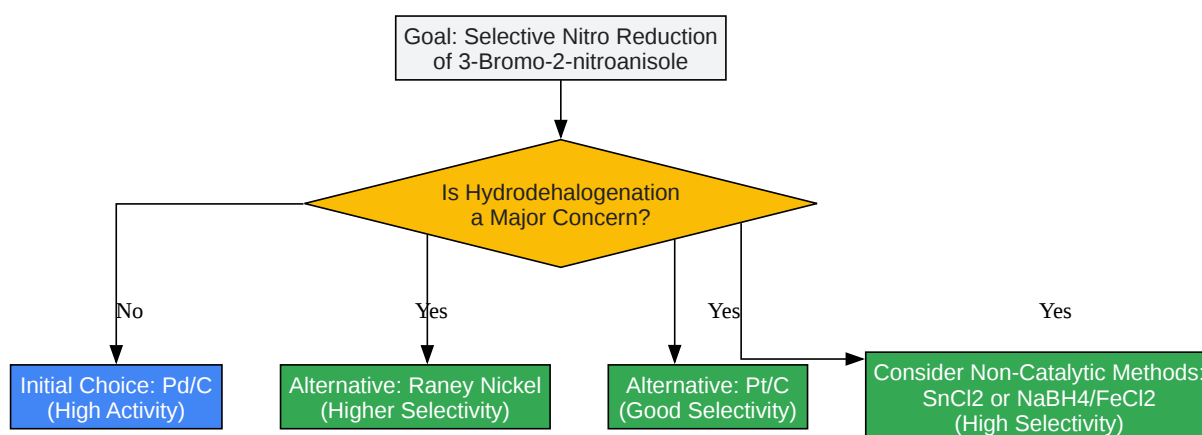 Goal: Selective Nitro Reduction
of 3-Bromo-2-nitroanisole
Is Hydrodehalogenation
a Major Concern?
No
Yes
Yes
Yes
Initial Choice: Pd/C
(High Activity)
Alternative: Raney Nickel
(Higher Selectivity)
Alternative: Pt/C
(Good Selectivity)
Consider Non-Catalytic Methods:
SnCl2 or NaBH4/FeCl2
(High Selectivity)